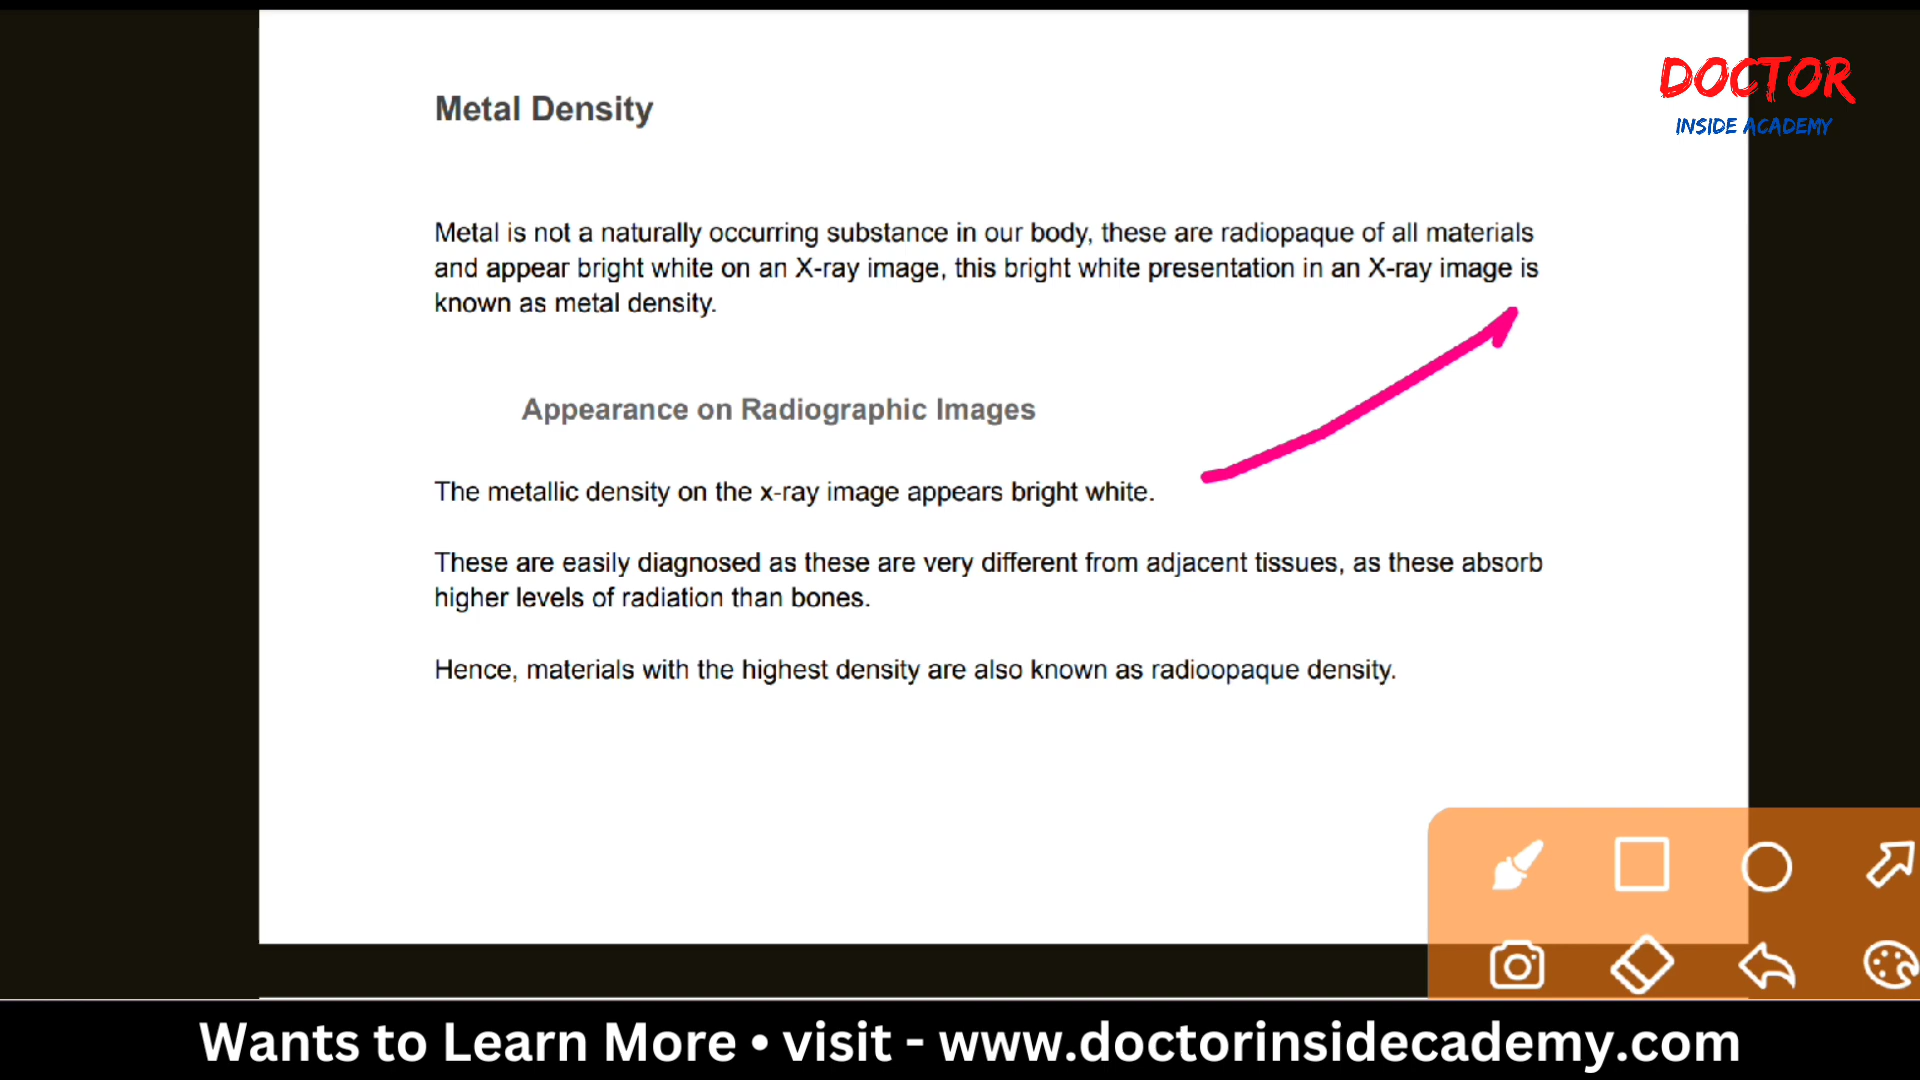 DOCTOR
INSIDE ACADEMY
Metal Density
Metal is not a naturally occurring substance in our body, these are radiopaque of all materials
and appear bright white on an X-ray image, this bright white presentation in an X-ray image is
known as metal density.
Appearance on Radiographic Images
The metallic density on the x-ray image appears bright white.
These are easily diagnosed as these are very different from adjacent tissues, as these absorb
higher levels of radiation than bones.
Hence, materials with the highest density are also known as radioopaque density.
Wants to Learn More • visit - www.doctorinsidecademy.com